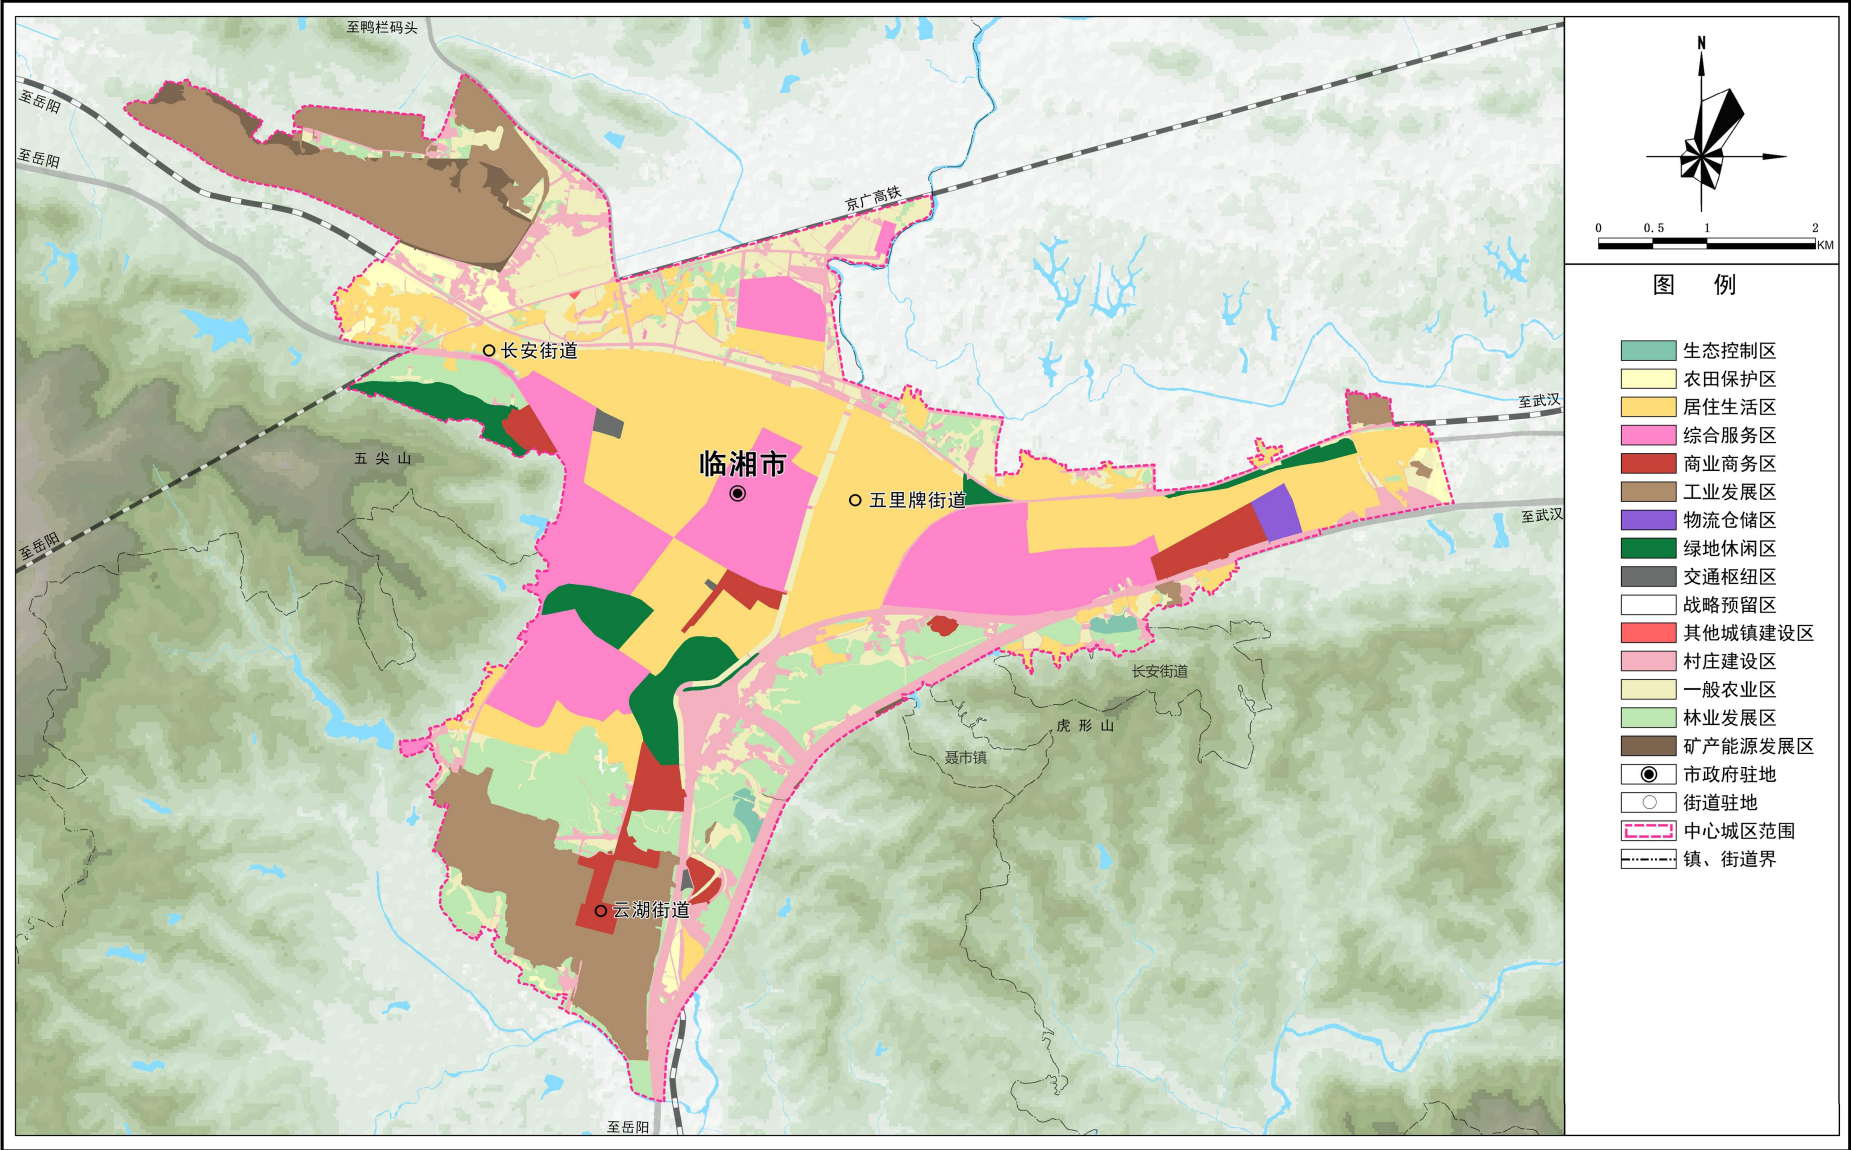 至鸭栏码头
至岳阳
至岳阳
京广高铁
长安街道
五尖山
临湘市
五里牌街道
至武汉
至武汉
至岳阳
长安街道
虎形山
聂市镇
云湖街道
至岳阳
N
0 0.5 1 2
KM
图 例
生态控制区
农田保护区
居住生活区
综合服务区
商业商务区
工业发展区
物流仓储区
绿地休闲区
交通枢纽区
战略预留区
其他城镇建设区
村庄建设区
一般农业区
林业发展区
矿产能源发展区
市政府驻地
街道驻地
中心城区范围
镇、街道界